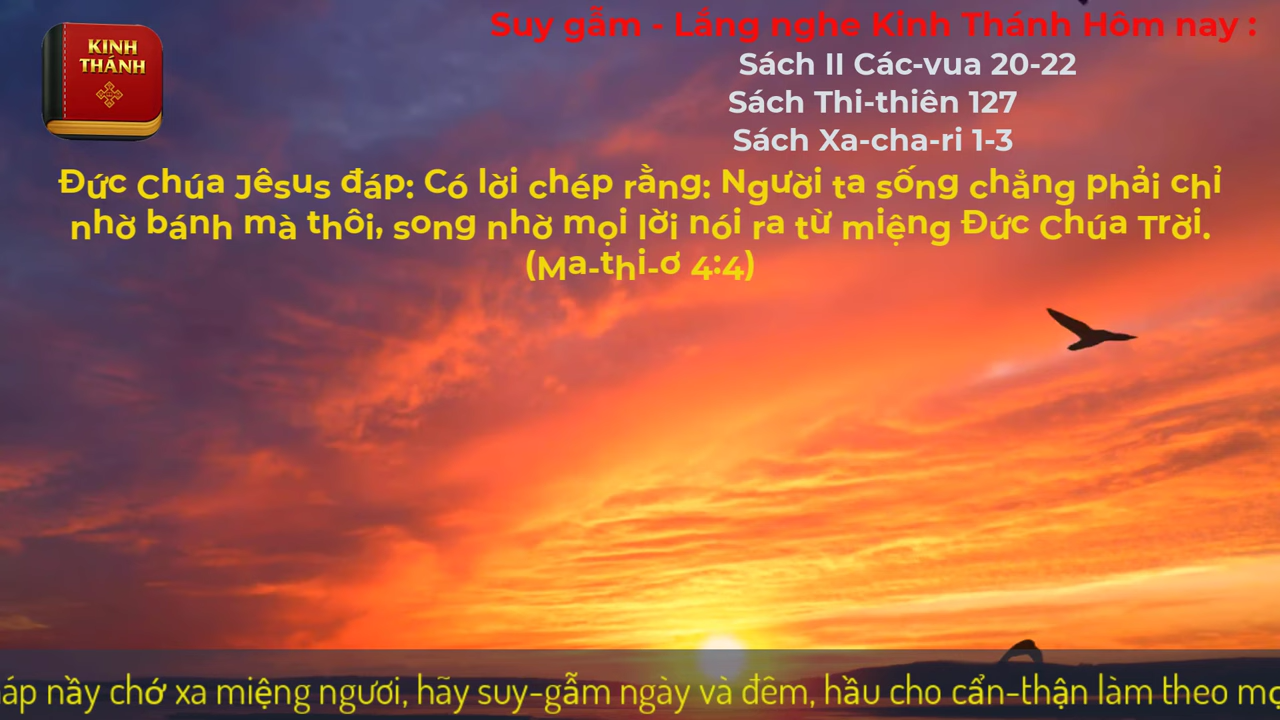 KINH
THÁNH
Suy gẫm - Lắng nghe Kinh Thánh Hôm nay :
Sách II Các-vua 20-22
Sách Thi-thiên 127
Sách Xa-cha-ri 1-3
Đức Chúa Jêsus đáp: Có lời chép rằng: Người ta sống chẳng phải chỉ
nhờ bánh mà thôi, song nhờ mọi lời nói ra từ miệng Đức Chúa Trời.
(Ma-thi-ơ 4:4)
nầy chớ xa miệng ngươi, hãy suy-gẫm ngày và đêm, hầu cho cẩn-thận làm theo